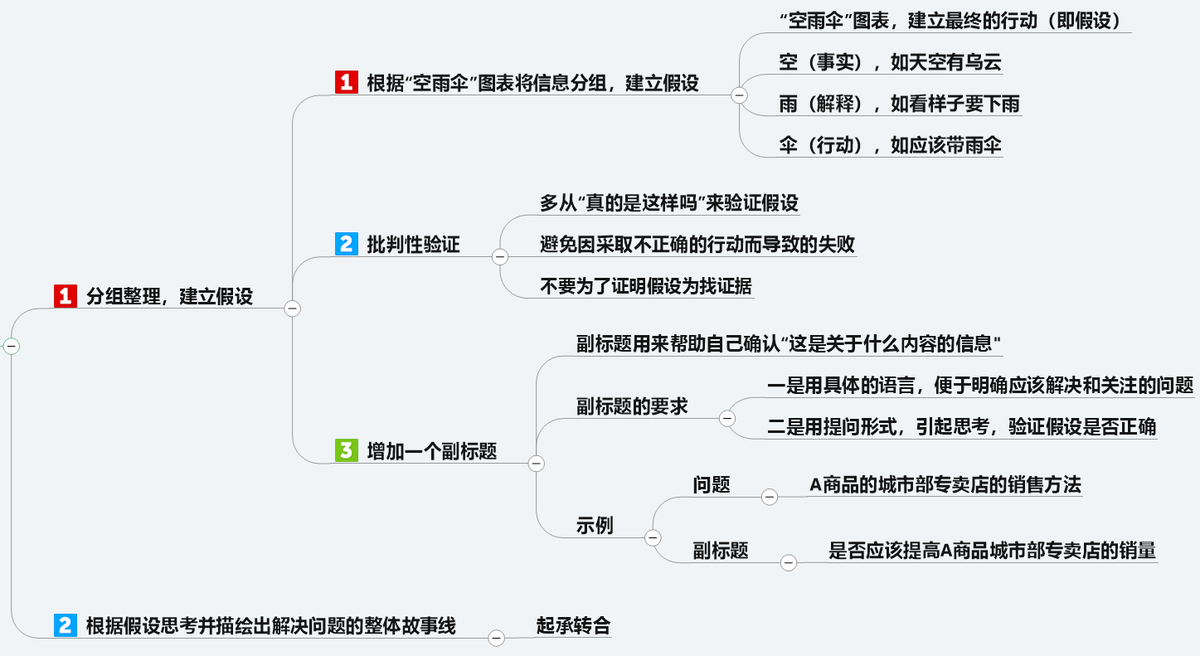 1 分组整理，建立假设
1 根据“空雨伞”图表将信息分组，建立假设
“空雨伞”图表，建立最终的行动（即假设）
空（事实），如天空有乌云
雨（解释），如看样子要下雨
伞（行动），如应该带雨伞
2 批判性验证
多从“真的是这样吗”来验证假设
避免因采取不正确的行动而导致的失败
不要为了证明假设为找证据
3 增加一个副标题
副标题用来帮助自己确认“这是关于什么内容的信息"
副标题的要求
一是用具体的语言，便于明确应该解决和关注的问题
二是用提问形式，引起思考，验证假设是否正确
示例
问题
A商品的城市部专卖店的销售方法
副标题
是否应该提高A商品城市部专卖店的销量
2 根据假设思考并描绘出解决问题的整体故事线
起承转合